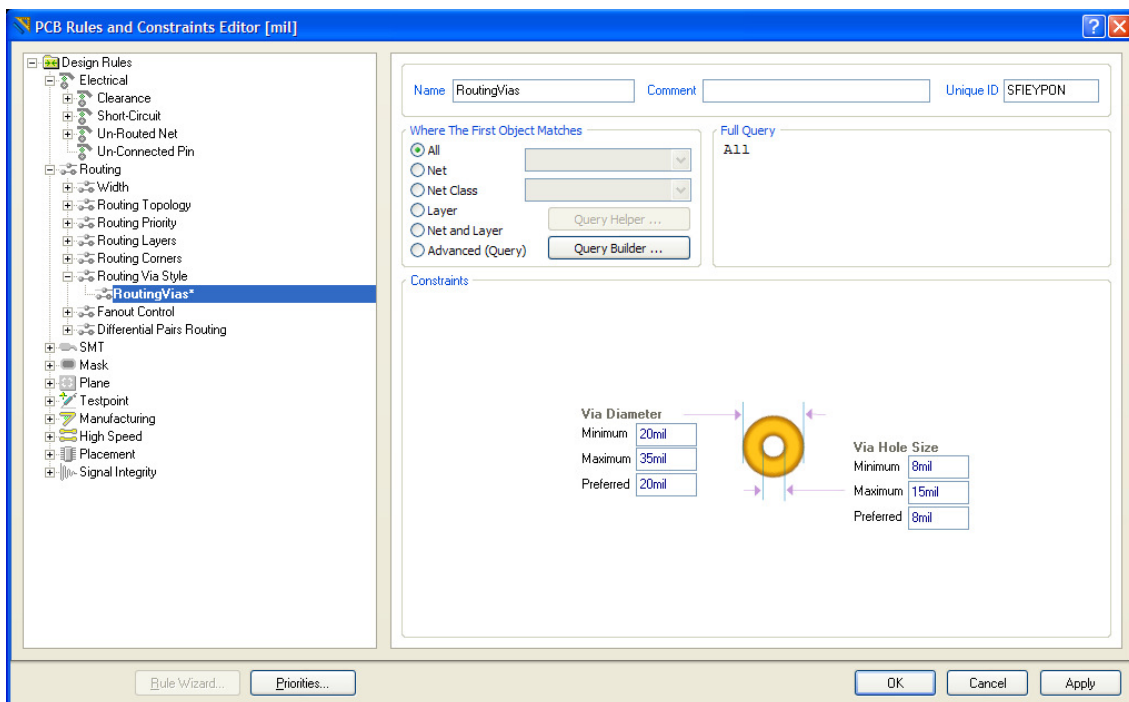 PCB Rules and Constraints Editor [mil]
Design Rules
Electrical
Clearance
Short-Circuit
Un-Routed Net
Un-Connected Pin
Routing
Width
Routing Topology
Routing Priority
Routing Layers
Routing Corners
Routing Via Style
RoutingVias*
Fanout Control
Differential Pairs Routing
SMT
Mask
Plane
Testpoint
Manufacturing
High Speed
Placement
Signal Integrity
Name RoutingVias Comment Unique ID SFIEYPON
Where The First Object Matches
All
Net
Net Class
Layer
Net and Layer
Advanced (Query)
Query Helper ...
Query Builder ...
Full Query
All
Constraints
Via Diameter
Minimum 20mil
Maximum 35mil
Preferred 20mil
Via Hole Size
Minimum 8mil
Maximum 15mil
Preferred 8mil
Rule Wizard... Priorities... OK Cancel Apply